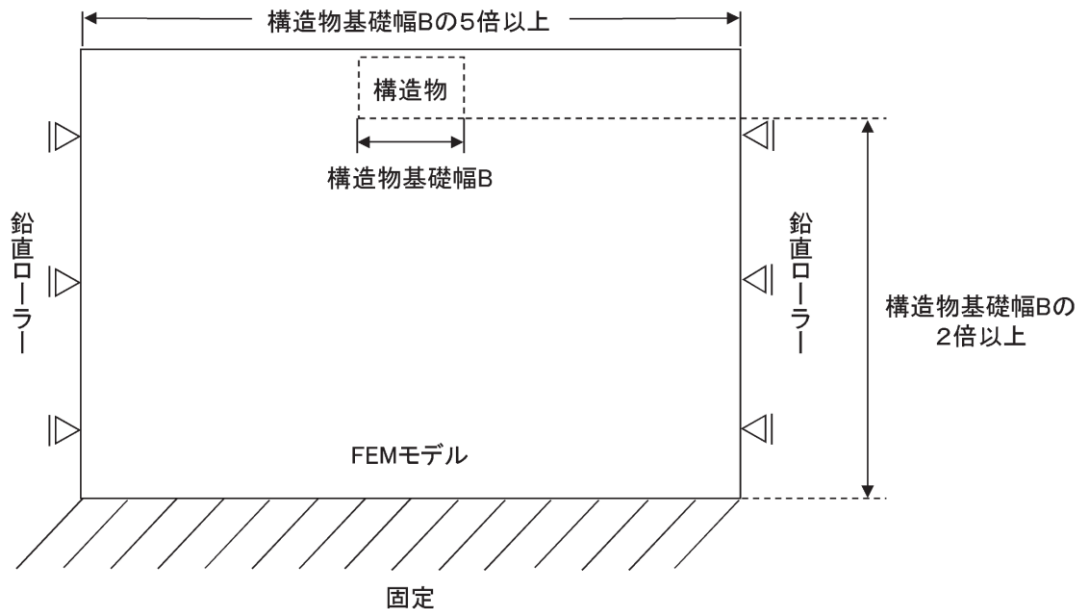 構造物基礎幅Bの5倍以上
構造物
構造物基礎幅B
鉛直ローラー
鉛直ローラー
構造物基礎幅Bの
2倍以上
FEMモデル
固定